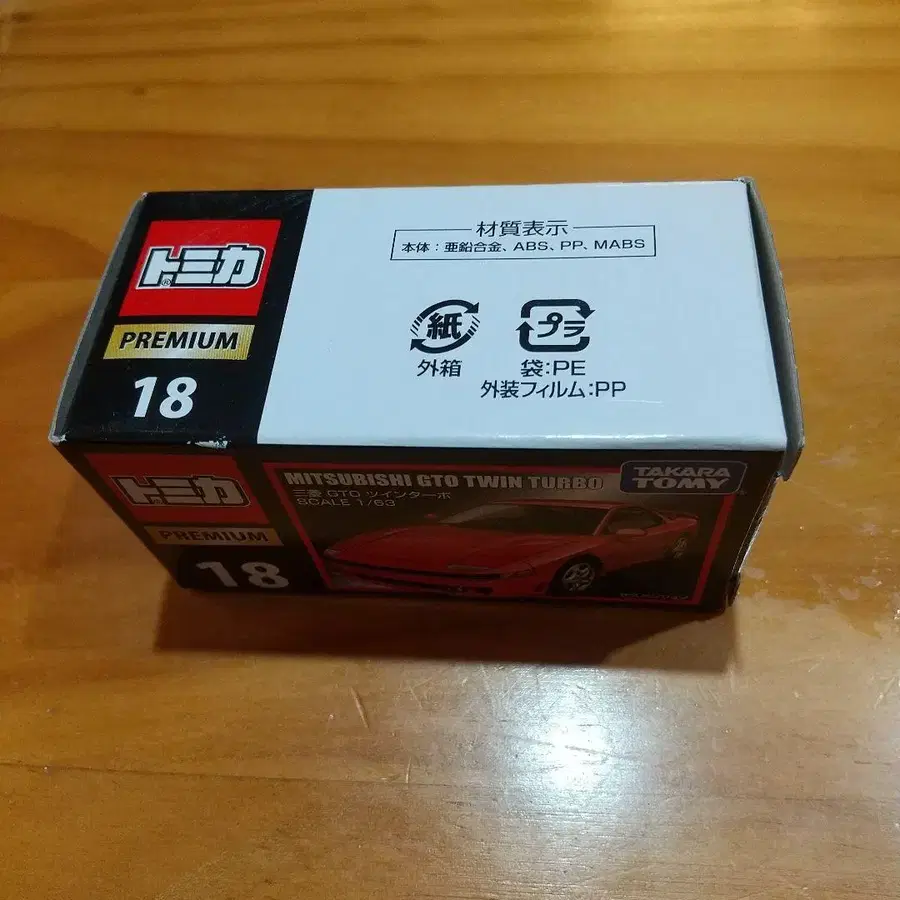 トミカ
PREMIUM
18
材質表示
本体:亜鉛合金、ABS、PP、MABS
紙
外箱
プラ
袋:PE
外装フィルム:PP
トミカ
PREMIUM
18
MITSUBISHI GTO TWIN TURBO
三菱 GTO ツインターボ
SCALE 1/63
TAKARA
TOMY